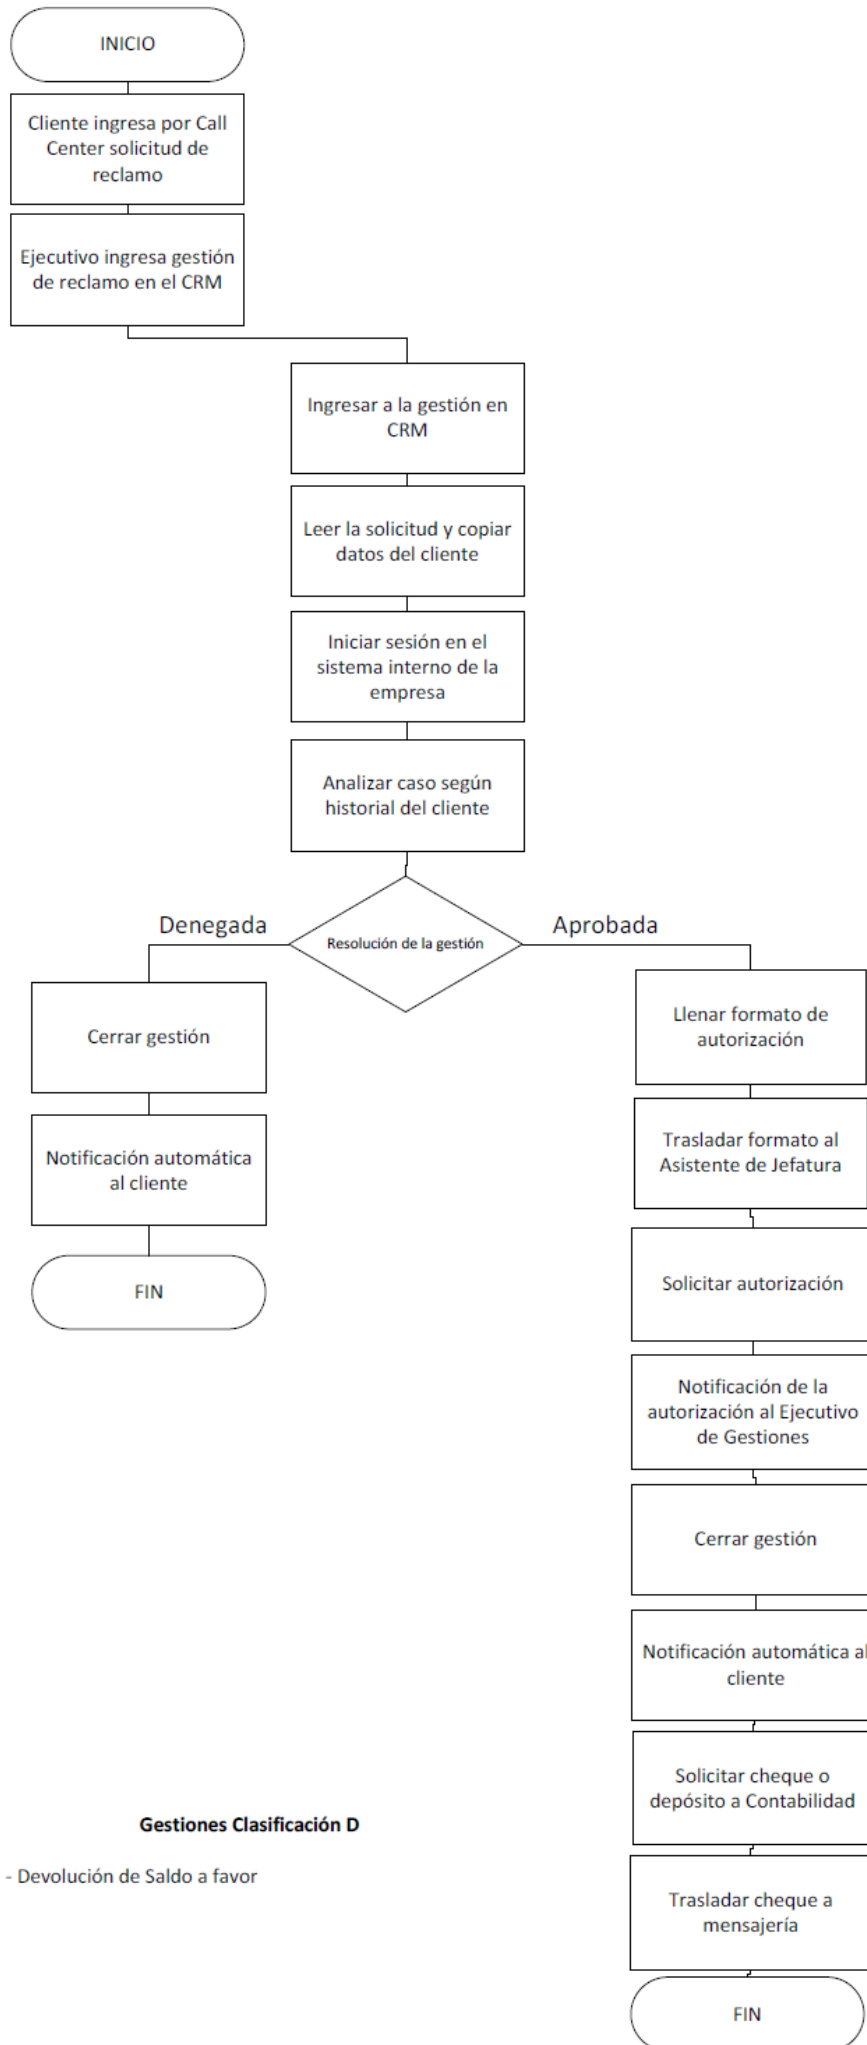 INICIO
Cliente ingresa por Call
Center solicitud de
reclamo
Ejecutivo ingresa gestión
de reclamo en el CRM
Ingresar a la gestión en
CRM
Leer la solicitud y copiar
datos del cliente
Iniciar sesión en el
sistema interno de la
empresa
Analizar caso según
historial del cliente
Resolución de la gestión
Denegada
Cerrar gestión
Notificación automática
al cliente
FIN
Aprobada
Llenar formato de
autorización
Trasladar formato al
Asistente de Jefatura
Solicitar autorización
Notificación de la
autorización al Ejecutivo
de Gestiones
Cerrar gestión
Notificación automática al
cliente
Solicitar cheque o
depósito a Contabilidad
Trasladar cheque a
mensajería
FIN
Gestiones Clasificación D
- Devolución de Saldo a favor